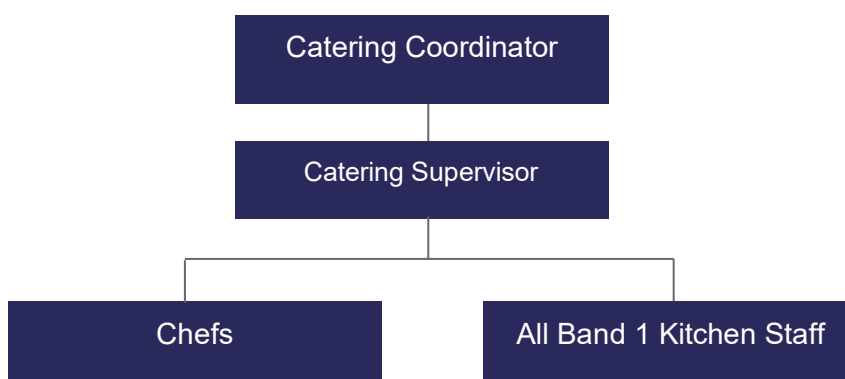 Catering Coordinator
Catering Supervisor
Chefs
All Band 1 Kitchen Staff